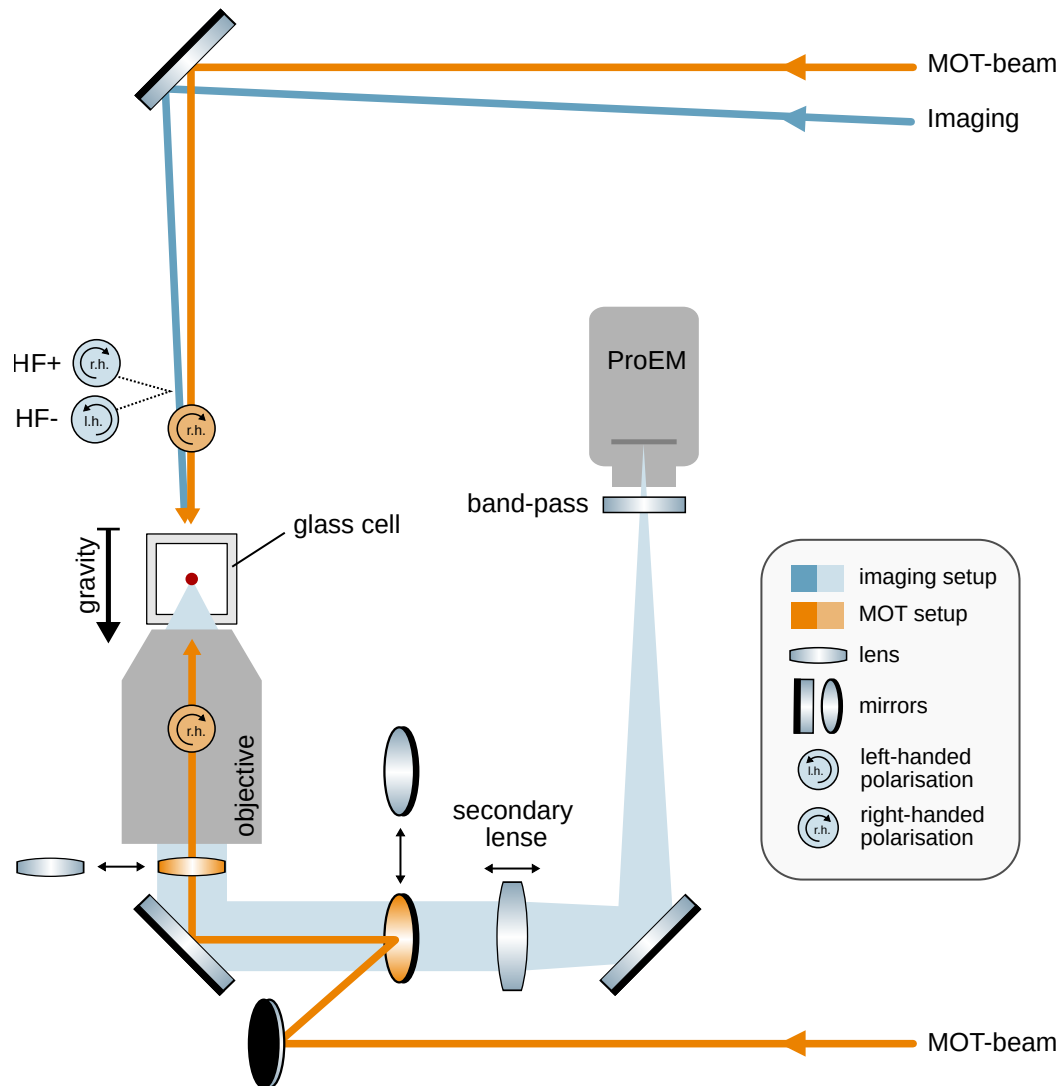 MOT-beam
Imaging
HF+
r.h.
HF-
l.h.
r.h.
ProEM
band-pass
glass cell
gravity
imaging setup
MOT setup
lens
mirrors
l.h.
left-handed
polarisation
r.h.
right-handed
polarisation
r.h.
objective
secondary
lense
MOT-beam